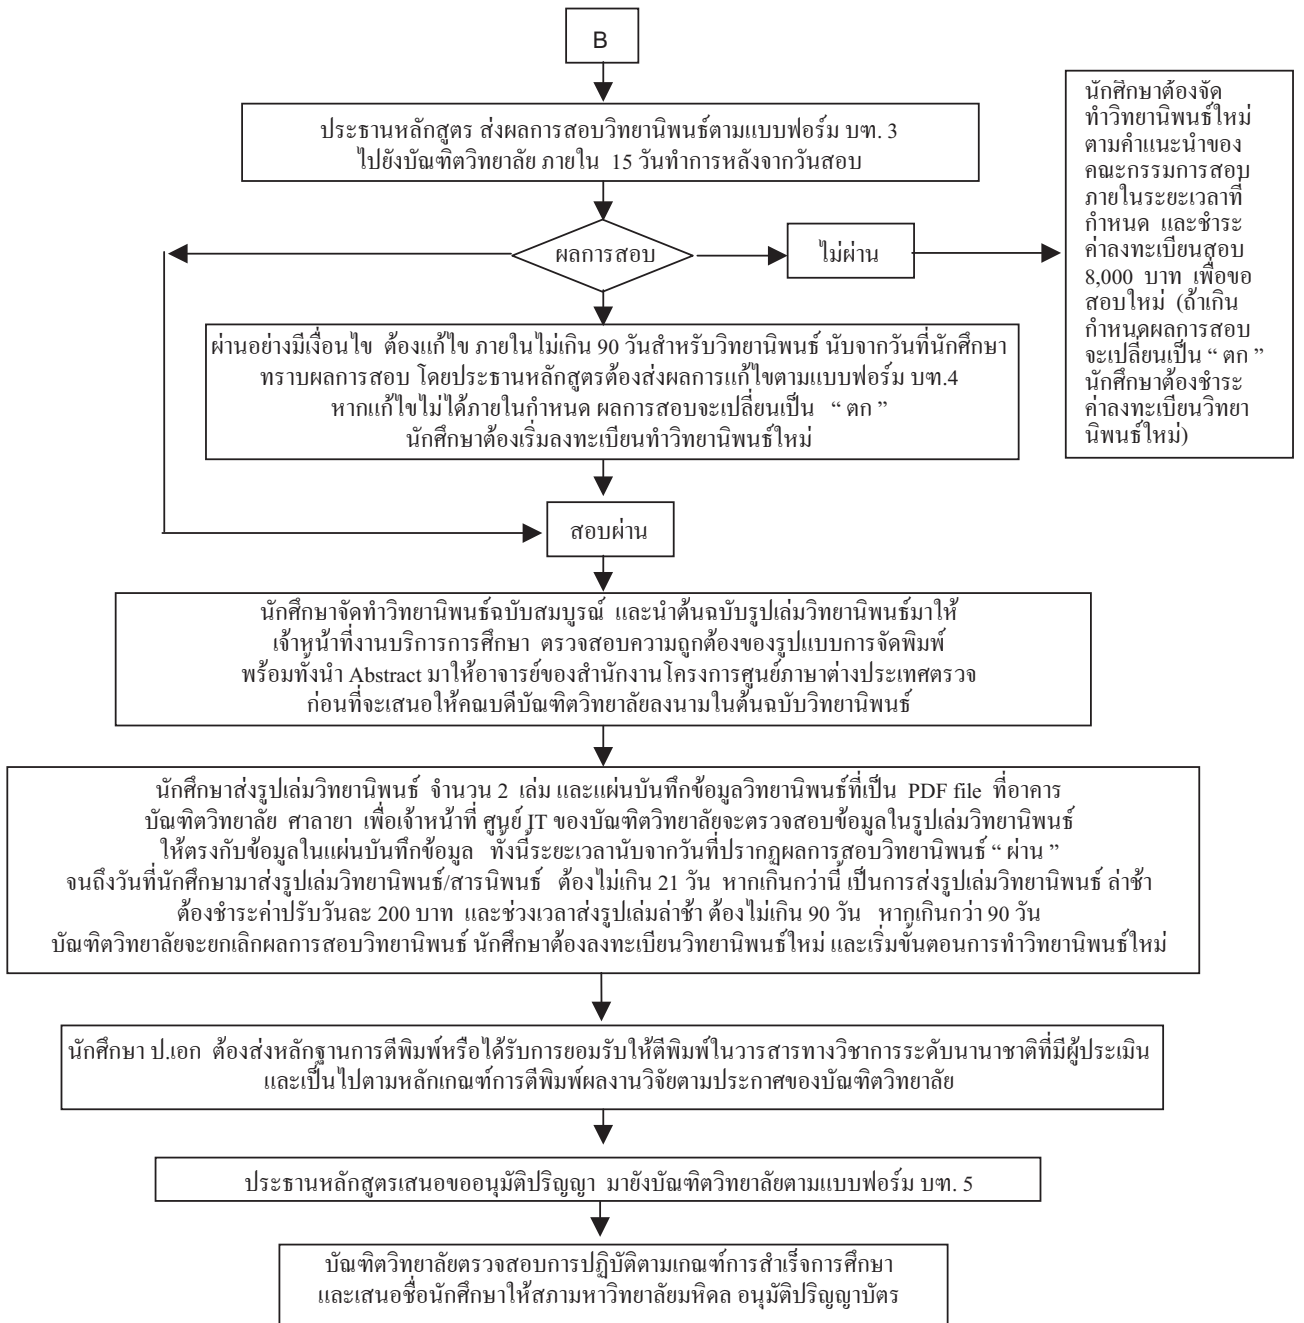 B
ประธานหลักสูตร ส่งผลการสอบวิทยานิพนธ์ตามแบบฟอร์ม บฑ. 3
ไปยังบัณฑิตวิทยาลัย ภายใน 15 วันทำการหลังจากวันสอบ
ผลการสอบ
ไม่ผ่าน
นักศึกษาต้องจัด
ทำวิทยานิพนธ์ใหม่
ตามคำแนะนำของ
คณะกรรมการสอบ
ภายในระยะเวลาที่
กำหนด และชำระ
ค่าลงทะเบียนสอบ
8,000 บาท เพื่อขอ
สอบใหม่ (ถ้าเกิน
กำหนดผลการสอบ
จะเปลี่ยนเป็น “ ตก ”
นักศึกษาต้องชำระ
ค่าลงทะเบียนวิทยา
นิพนธ์ใหม่)
ผ่านอย่างมีเงื่อนไข ต้องแก้ไข ภายในไม่เกิน 90 วันสำหรับวิทยานิพนธ์ นับจากวันที่นักศึกษา
ทราบผลการสอบ โดยประธานหลักสูตรต้องส่งผลการแก้ไขตามแบบฟอร์ม บฑ.4
หากแก้ไขไม่ได้ภายในกำหนด ผลการสอบจะเปลี่ยนเป็น “ ตก ”
นักศึกษาต้องเริ่มลงทะเบียนทำวิทยานิพนธ์ใหม่
สอบผ่าน
นักศึกษาจัดทำวิทยานิพนธ์ฉบับสมบูรณ์ และนำต้นฉบับรูปเล่มวิทยานิพนธ์มาให้
เจ้าหน้าที่งานบริการการศึกษา ตรวจสอบความถูกต้องของรูปแบบการจัดพิมพ์
พร้อมทั้งนำ Abstract มาให้อาจารย์ของสำนักงานโครงการศูนย์ภาษาต่างประเทศตรวจ
ก่อนที่จะเสนอให้คณบดีบัณฑิตวิทยาลัยลงนามในต้นฉบับวิทยานิพนธ์
นักศึกษาส่งรูปเล่มวิทยานิพนธ์ จำนวน 2 เล่ม และแผ่นบันทึกข้อมูลวิทยานิพนธ์ที่เป็น PDF file ที่อาคาร
บัณฑิตวิทยาลัย ศาลายา เพื่อเจ้าหน้าที่ ศูนย์ IT ของบัณฑิตวิทยาลัยจะตรวจสอบข้อมูลในรูปเล่มวิทยานิพนธ์
ให้ตรงกับข้อมูลในแผ่นบันทึกข้อมูล ทั้งนี้ระยะเวลานับจากวันที่ปรากฏผลการสอบวิทยานิพนธ์ “ ผ่าน ”
จนถึงวันที่นักศึกษามาส่งรูปเล่มวิทยานิพนธ์/สารนิพนธ์ ต้องไม่เกิน 21 วัน หากเกินกว่านี้ เป็นการส่งรูปเล่มวิทยานิพนธ์ ล่าช้า
ต้องชำระค่าปรับวันละ 200 บาท และช่วงเวลาส่งรูปเล่มล่าช้า ต้องไม่เกิน 90 วัน หากเกินกว่า 90 วัน
บัณฑิตวิทยาลัยจะยกเลิกผลการสอบวิทยานิพนธ์ นักศึกษาต้องลงทะเบียนวิทยานิพนธ์ใหม่ และเริ่มขั้นตอนการทำวิทยานิพนธ์ใหม่
นักศึกษา ป.เอก ต้องส่งหลักฐานการตีพิมพ์หรือได้รับการยอมรับให้ตีพิมพ์ในวารสารทางวิชาการระดับนานาชาติที่มีผู้ประเมิน
และเป็นไปตามหลักเกณฑ์การตีพิมพ์ผลงานวิจัยตามประกาศของบัณฑิตวิทยาลัย
ประธานหลักสูตรเสนอขออนุมัติปริญญา มายังบัณฑิตวิทยาลัยตามแบบฟอร์ม บฑ. 5
บัณฑิตวิทยาลัยตรวจสอบการปฏิบัติตามเกณฑ์การสำเร็จการศึกษา
และเสนอชื่อนักศึกษาให้สภามหาวิทยาลัยมหิดล อนุมัติปริญญาบัตร